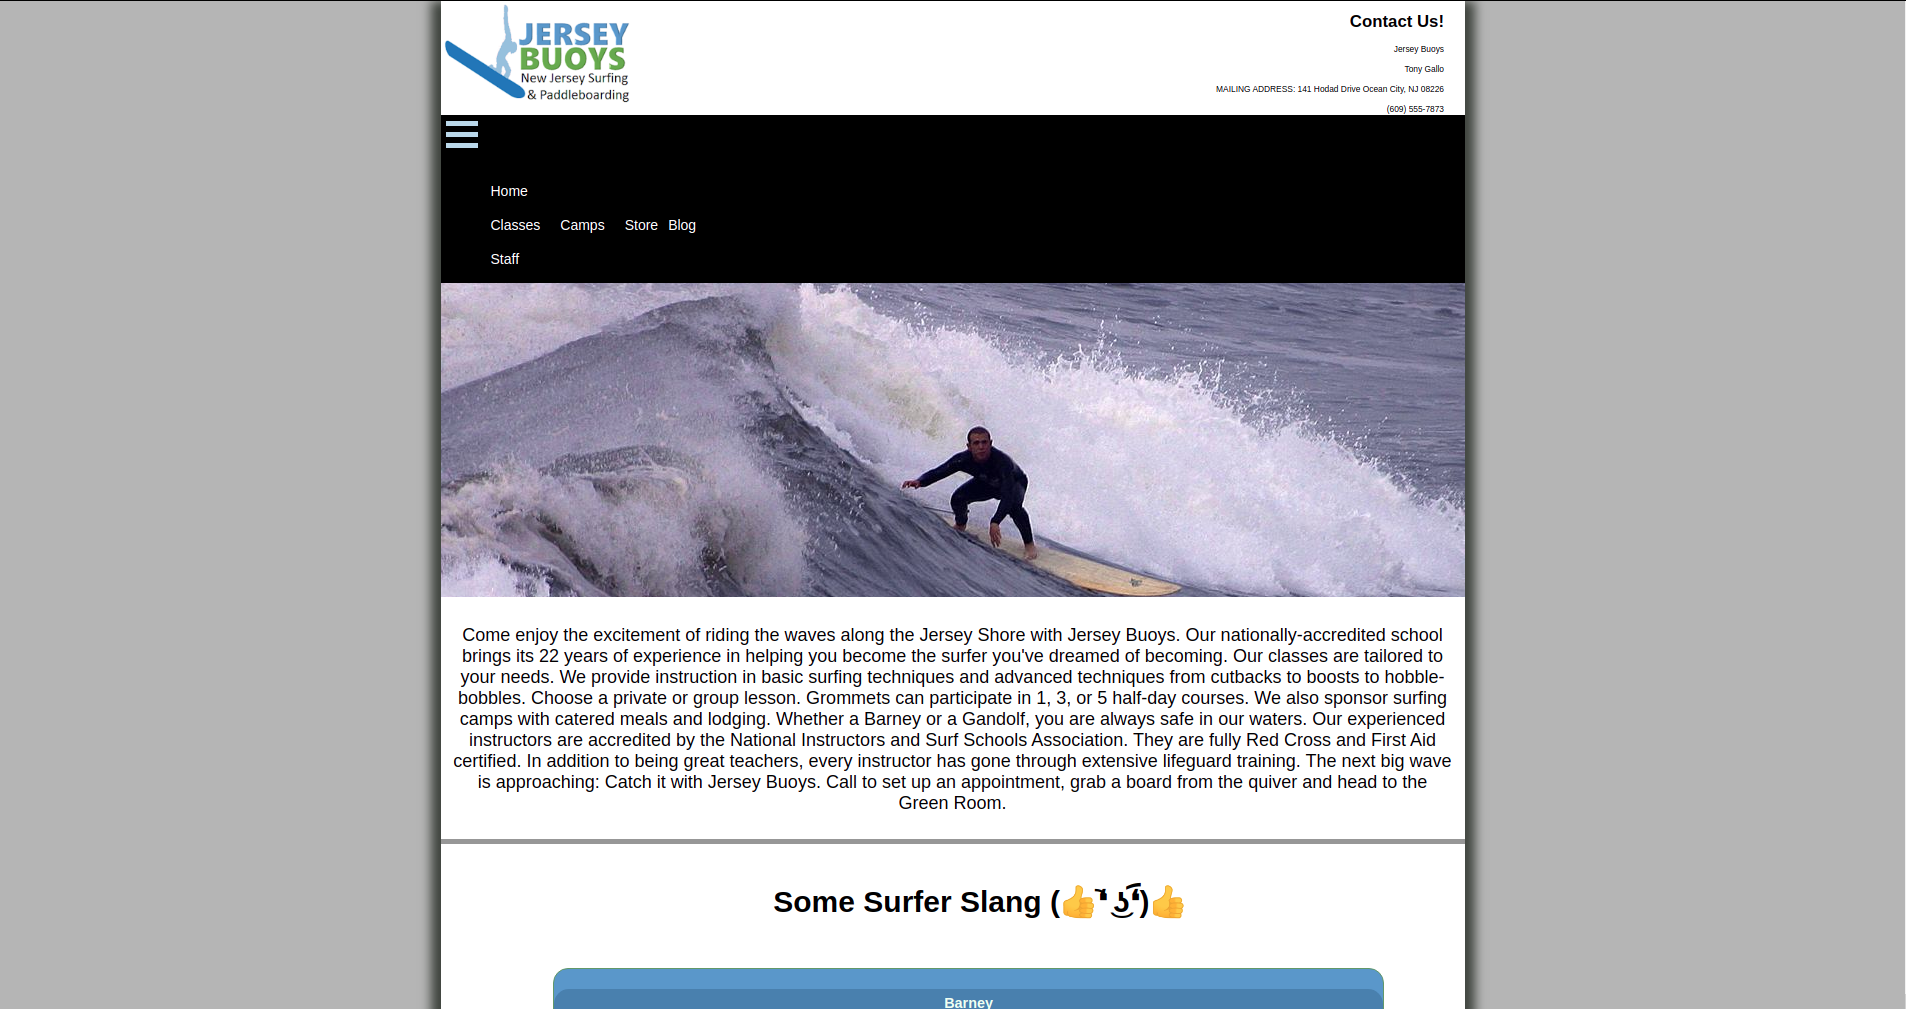 JERSEY
BUOYS
New Jersey Surfing
& Paddleboarding
Contact Us!
Jersey Buoys
Tony Gallo
MAILING ADDRESS: 141 Hodad Drive Ocean City, NJ 08226
(609) 555-7873
Home
Classes Camps Store Blog
Staff
Come enjoy the excitement of riding the waves along the Jersey Shore with Jersey Buoys. Our nationally-accredited school
brings its 22 years of experience in helping you become the surfer you've dreamed of becoming. Our classes are tailored to
your needs. We provide instruction in basic surfing techniques and advanced techniques from cutbacks to boosts to hobble-
bobbles. Choose a private or group lesson. Grommets can participate in 1, 3, or 5 half-day courses. We also sponsor surfing
camps with catered meals and lodging. Whether a Barney or a Gandolf, you are always safe in our waters. Our experienced
instructors are accredited by the National Instructors and Surf Schools Association. They are fully Red Cross and First Aid
certified. In addition to being great teachers, every instructor has gone through extensive lifeguard training. The next big wave
is approaching: Catch it with Jersey Buoys. Call to set up an appointment, grab a board from the quiver and head to the
Green Room.
Some Surfer Slang (👍 ͡❛ ͜ʖ ͡❛)👍
Barney